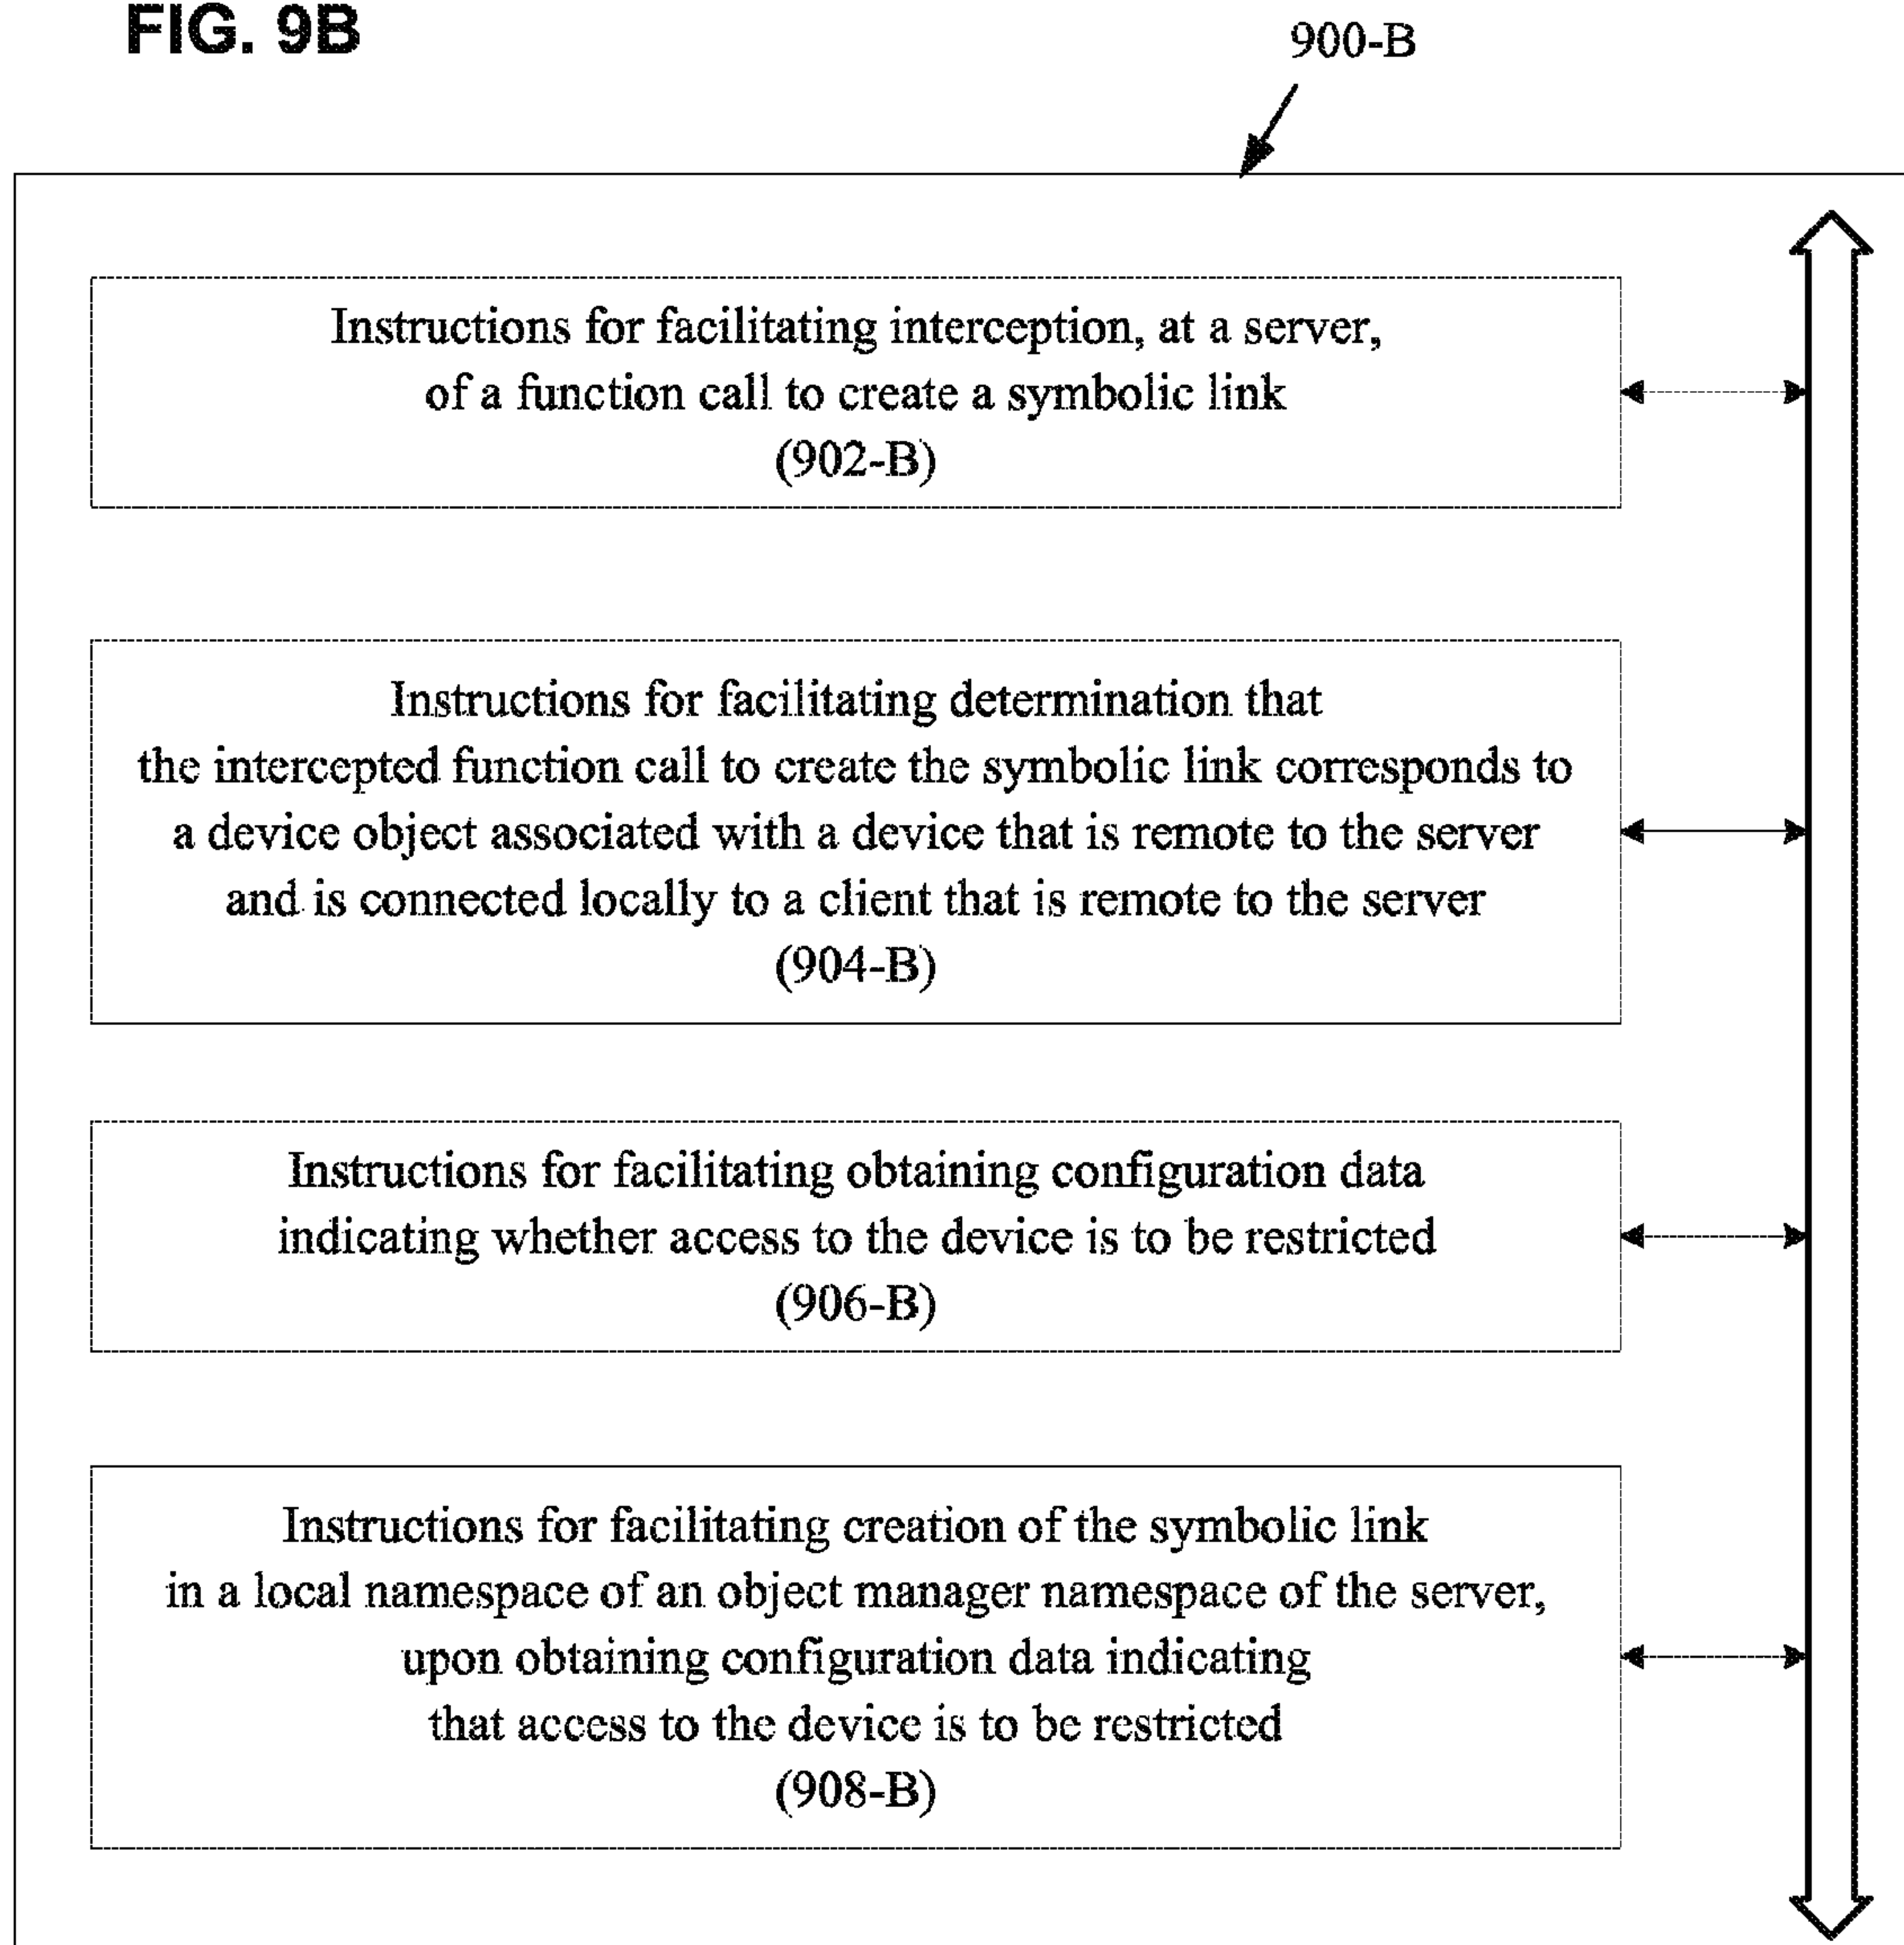 FIG. 9B
900-B
Instructions for facilitating interception, at a server,
of a function call to create a symbolic link
(902-B)
Instructions for facilitating determination that
the intercepted function call to create the symbolic link corresponds to
a device object associated with a device that is remote to the server
and is connected locally to a client that is remote to the server
(904-B)
Instructions for facilitating obtaining configuration data
indicating whether access to the device is to be restricted
(906-B)
Instructions for facilitating creation of the symbolic link
in a local namespace of an object manager namespace of the server,
upon obtaining configuration data indicating
that access to the device is to be restricted
(908-B)